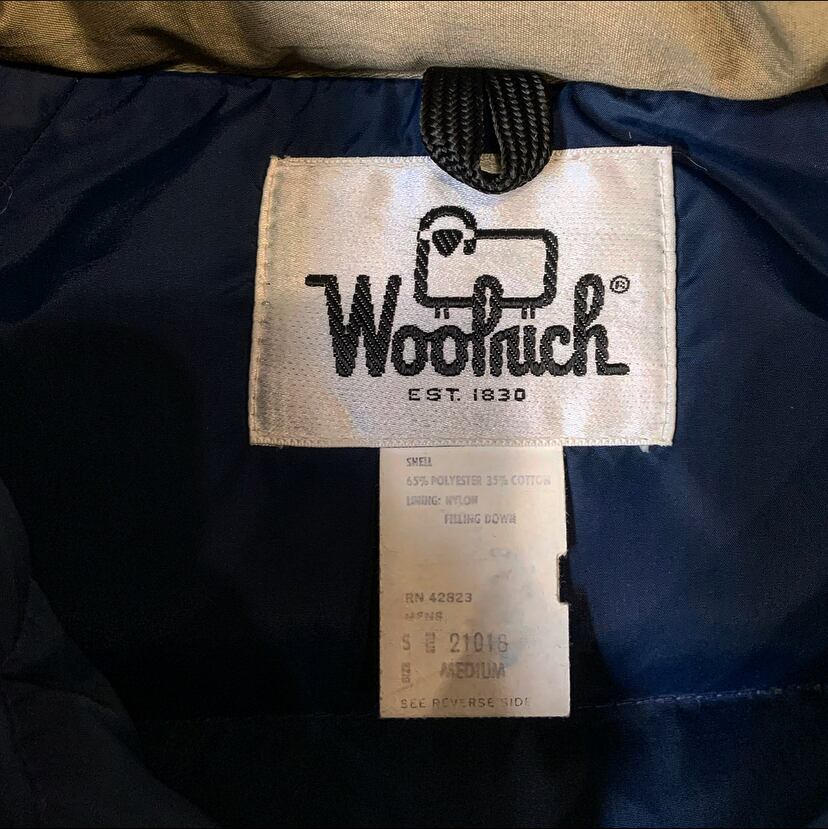 Woolrich®
EST. 1830
SHELL
65% POLYESTER 35% COTTON
LINING: NYLON
FILLING DOWN
RN 42823
MENS
S 21016
MEDIUM
SEE REVERSE SIDE